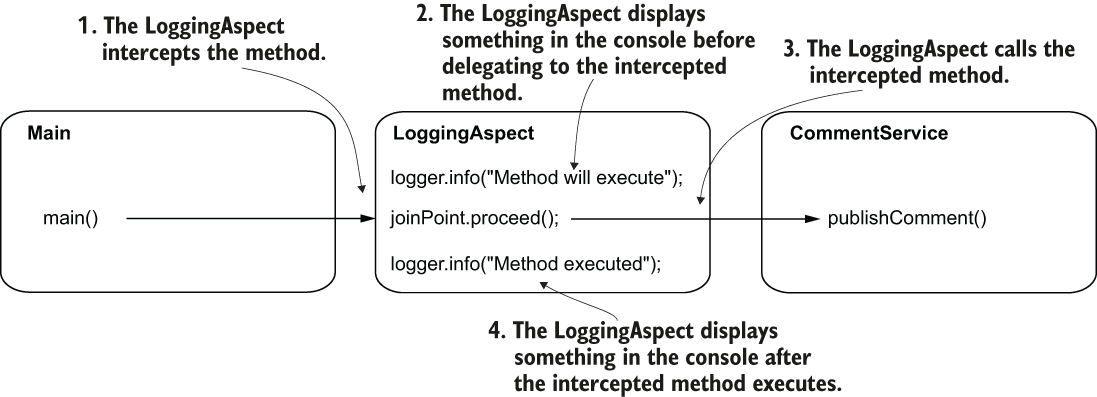 1. The LoggingAspect
intercepts the method.
2. The LoggingAspect displays
something in the console before
delegating to the intercepted
method.
3. The LoggingAspect calls the
intercepted method.
Main
main()
LoggingAspect
logger.info("Method will execute");
joinPoint.proceed();
logger.info("Method executed");
CommentService
publishComment()
4. The LoggingAspect displays
something in the console after
the intercepted method executes.